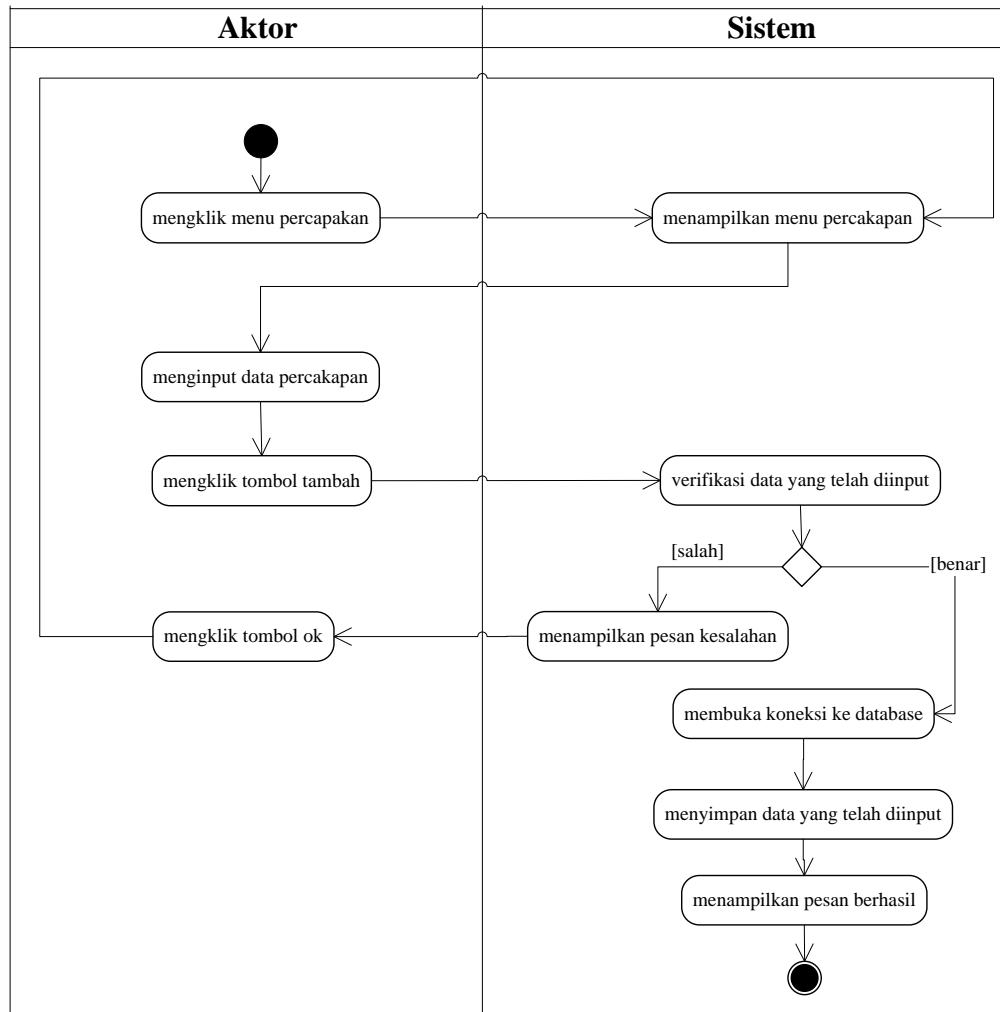 Aktor
Sistem
mengklik menu percapakan
menampilkan menu percakapan
menginput data percakapan
mengklik tombol tambah
verifikasi data yang telah diinput
[salah]
[benar]
mengklik tombol ok
menampilkan pesan kesalahan
membuka koneksi ke database
menyimpan data yang telah diinput
menampilkan pesan berhasil